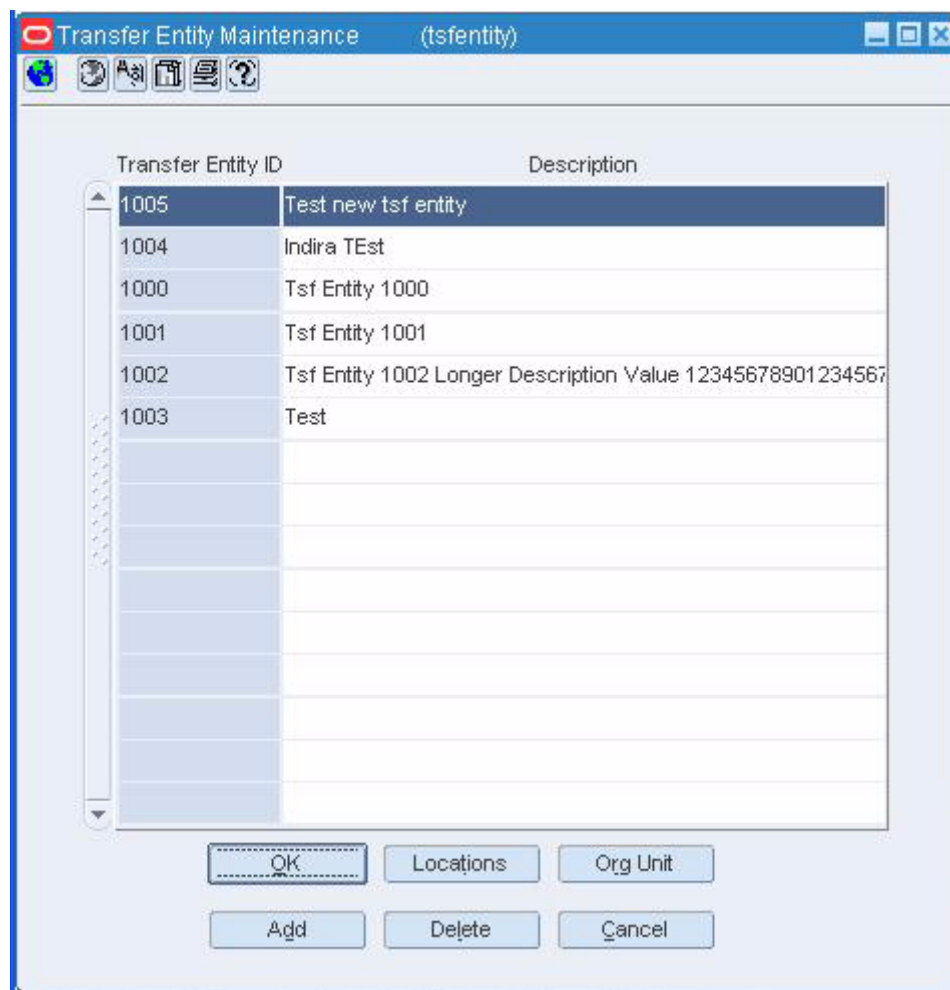 Transfer Entity Maintenance (tsfentity)
Transfer Entity ID Description
1005 Test new tsf entity
1004 Indira TEst
1000 Tsf Entity 1000
1001 Tsf Entity 1001
1002 Tsf Entity 1002 Longer Description Value 12345678901234567
1003 Test
OK Locations Org Unit
Add Delete Cancel